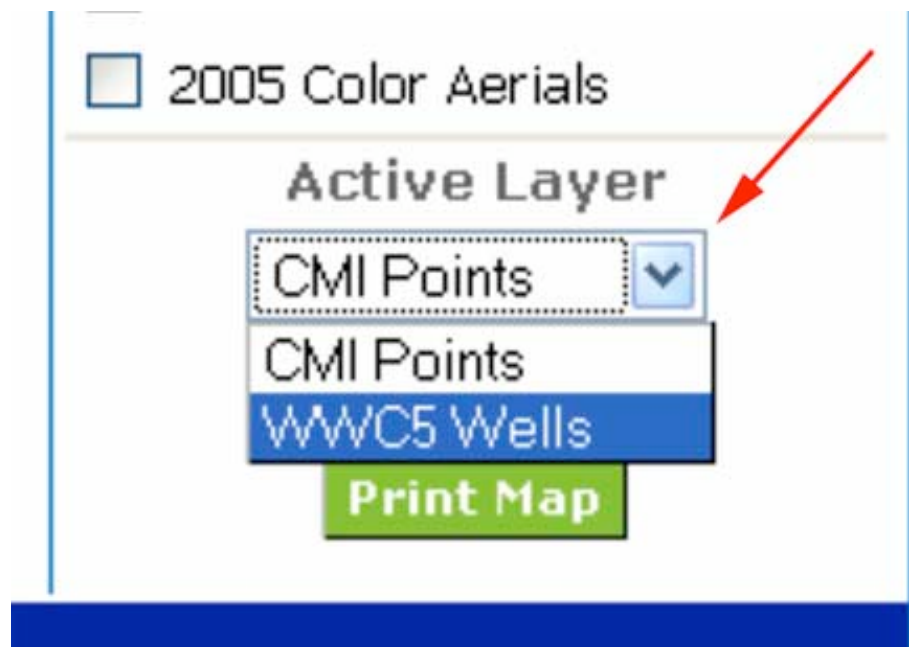 2005 Color Aerials
Active Layer
CMI Points
CMI Points
WWC5 Wells
Print Map